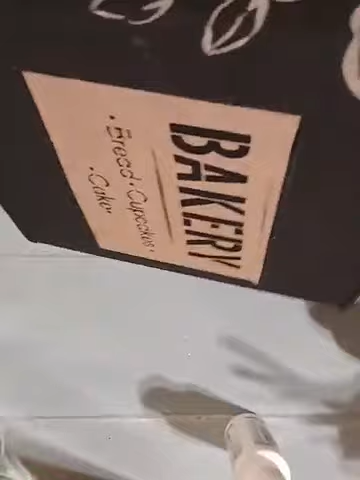 BAKERY
• Bread • Cupcakes •
• Cake •